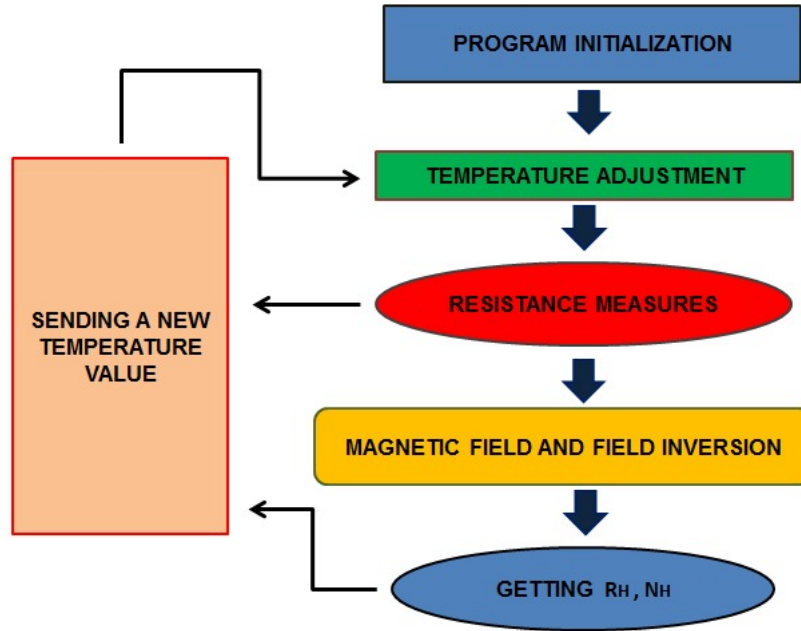 PROGRAM INITIALIZATION
TEMPERATURE ADJUSTMENT
RESISTANCE MEASURES
SENDING A NEW
TEMPERATURE
VALUE
MAGNETIC FIELD AND FIELD INVERSION
GETTING RH , NH